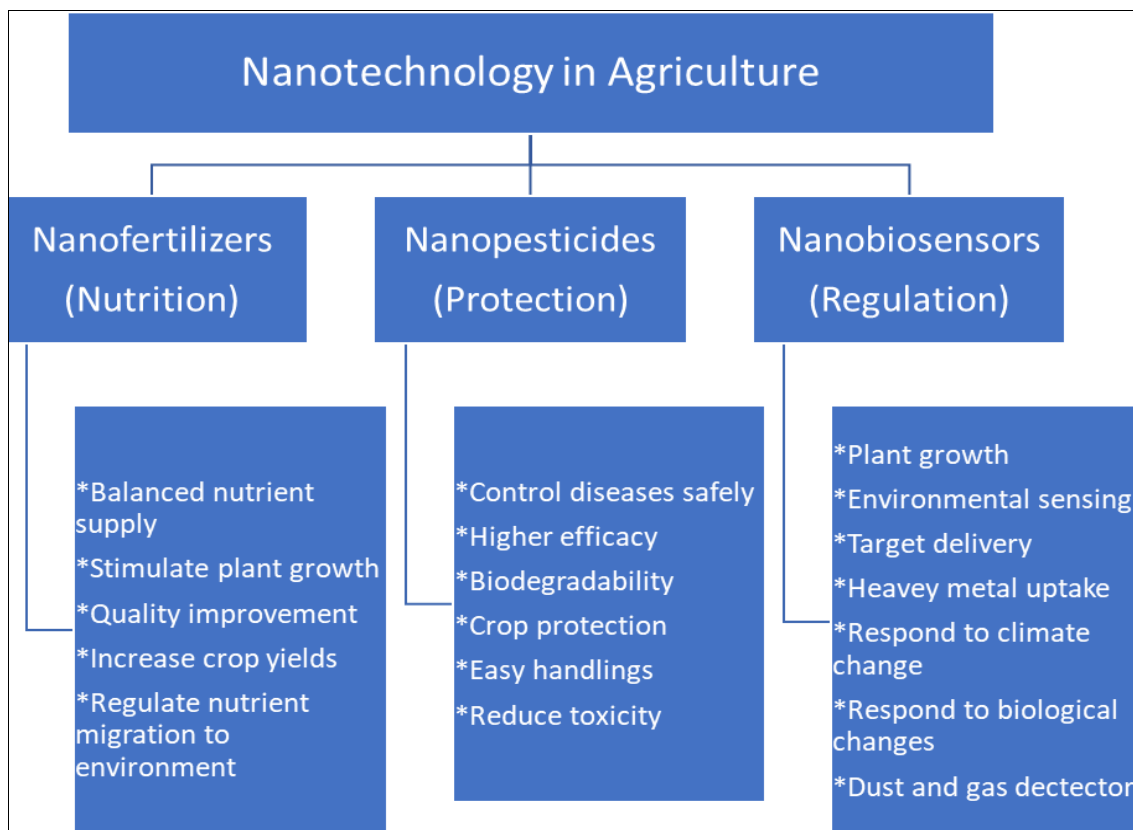 Nanotechnology in Agriculture
Nanofertilizers
(Nutrition)
Nanopesticides
(Protection)
Nanobiosensors
(Regulation)
*Balanced nutrient
supply
*Stimulate plant growth
*Quality improvement
*Increase crop yields
*Regulate nutrient
migration to
environment
*Control diseases safely
*Higher efficacy
*Biodegradability
*Crop protection
*Easy handlings
*Reduce toxicity
*Plant growth
*Environmental sensing
*Target delivery
*Heavey metal uptake
*Respond to climate
change
*Respond to biological
changes
*Dust and gas dectector